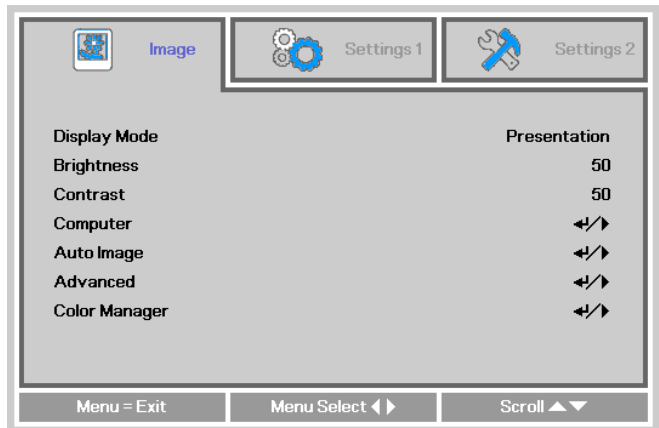 Image Settings 1 Settings 2
Display Mode Presentation
Brightness 50
Contrast 50
Computer
Auto Image
Advanced
Color Manager
Menu = Exit Menu Select Scroll